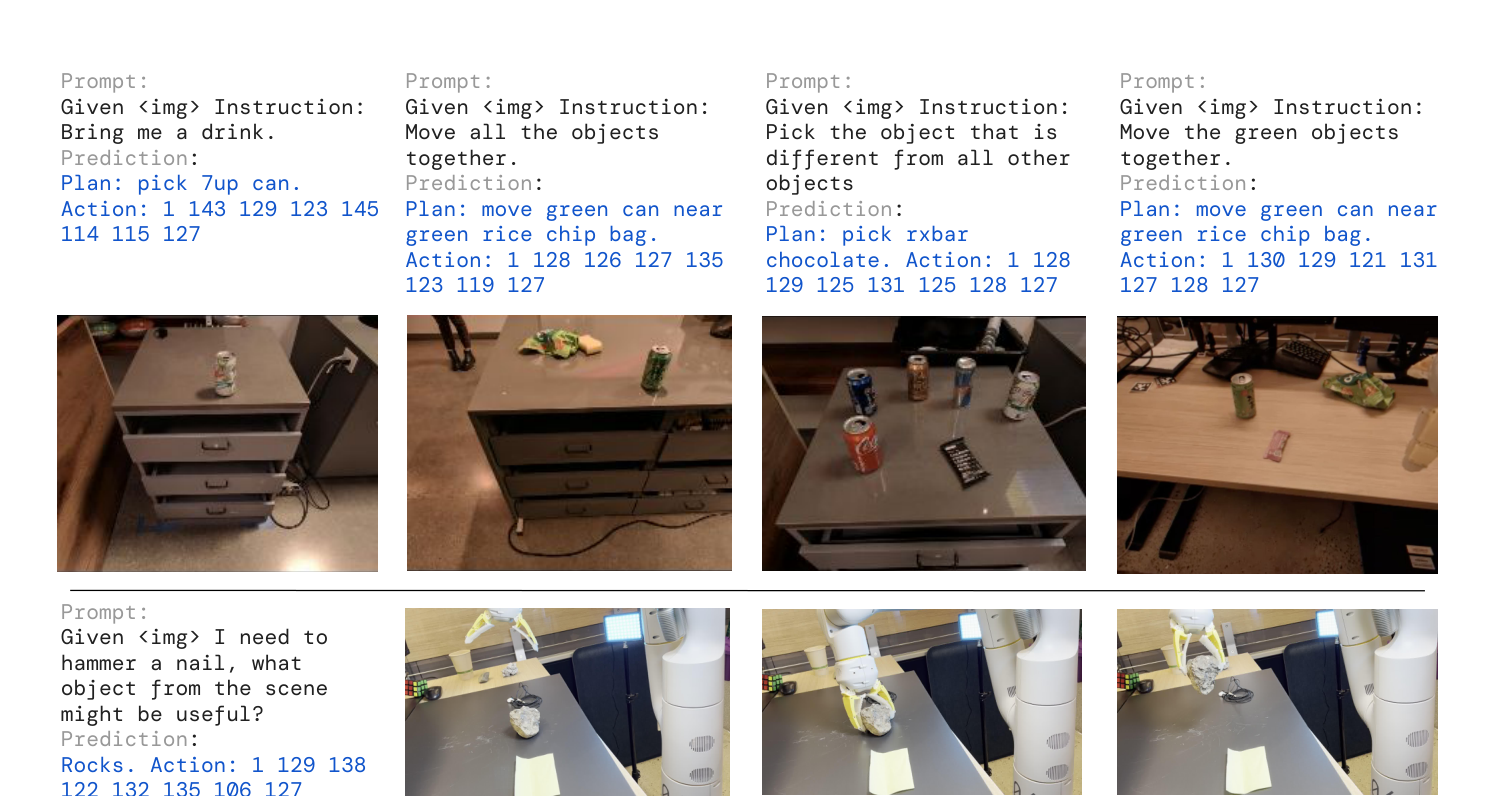 Prompt:
Given <img> Instruction:
Bring me a drink.
Prediction:
Plan: pick 7up can.
Action: 1 143 129 123 145
114 115 127
Prompt:
Given <img> Instruction:
Move all the objects
together.
Prediction:
Plan: move green can near
green rice chip bag.
Action: 1 128 126 127 135
123 119 127
Prompt:
Given <img> Instruction:
Pick the object that is
different from all other
objects
Prediction:
Plan: pick rxbar
chocolate. Action: 1 128
129 125 131 125 128 127
Prompt:
Given <img> Instruction:
Move the green objects
together.
Prediction:
Plan: move green can near
green rice chip bag.
Action: 1 130 129 121 131
127 128 127
Prompt:
Given <img> I need to
hammer a nail, what
object from the scene
might be useful?
Prediction:
Rocks. Action: 1 129 138
122 132 135 106 127